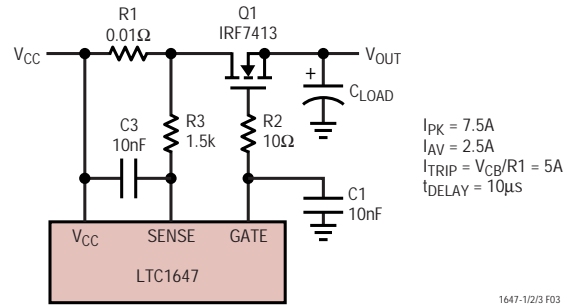 R1
0.01Ω
Q1
IRF7413
VCC
VOUT
+
CLOAD
C3
10nF
R3
1.5k
R2
10Ω
C1
10nF
IPK = 7.5A
IAV = 2.5A
ITRIP = VCB/R1 = 5A
tDELAY = 10µs
VCC SENSE GATE
LTC1647
1647-1/2/3 F03